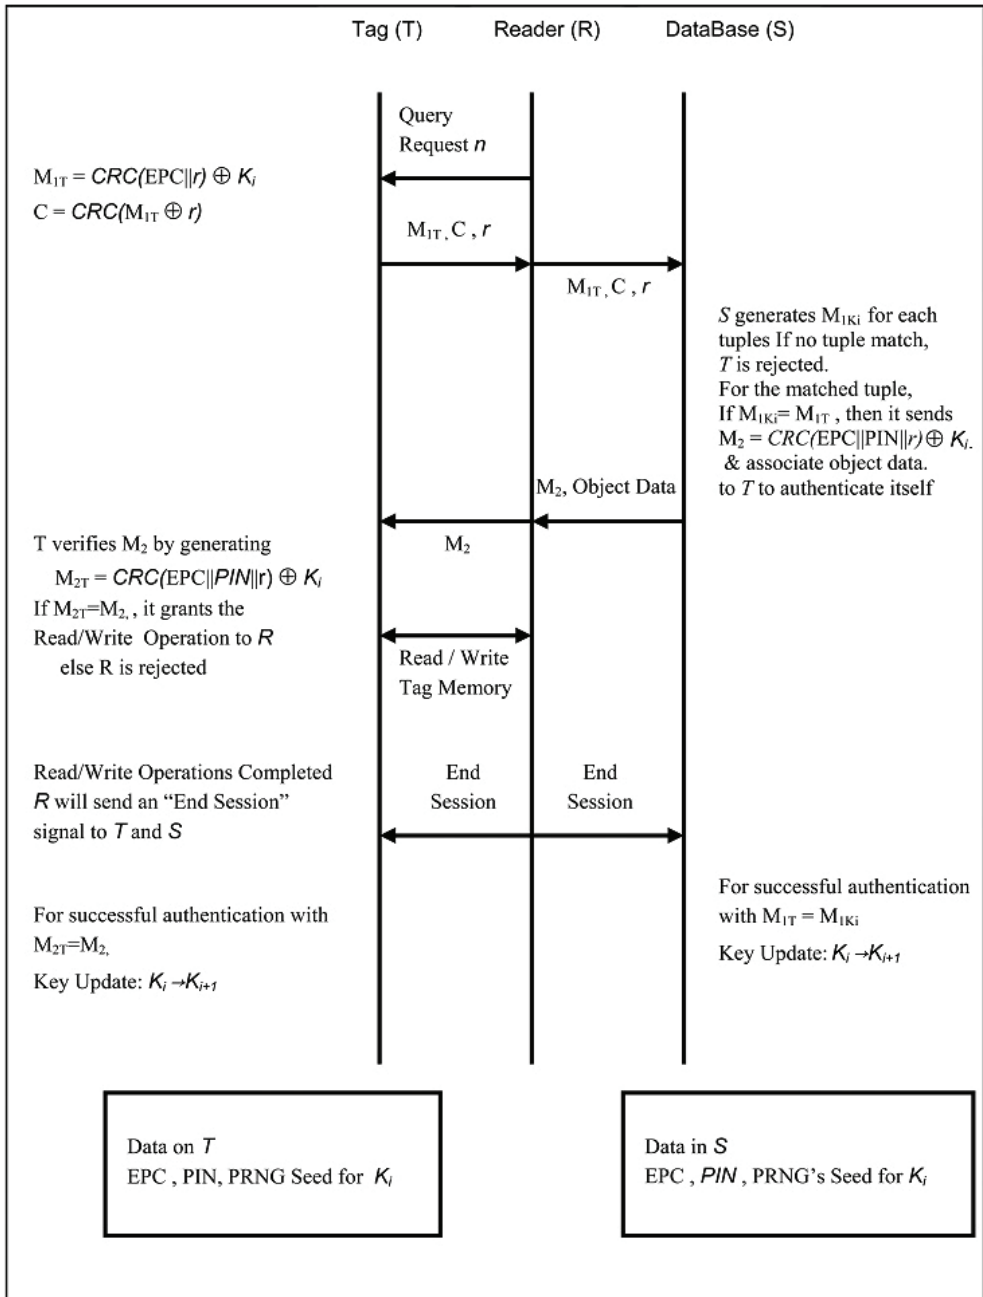 Tag (T) Reader (R) DataBase (S)
Query
Request n
M1T = CRC(EPC||r) ⊕ Ki
C = CRC(M1T ⊕ r)
M1T, C , r
M1T, C , r
S generates M1Ki for each
tuples If no tuple match,
T is rejected.
For the matched tuple,
If M1Ki= M1T , then it sends
M2 = CRC(EPC||PIN||r) ⊕ Ki.
& associate object data.
to T to authenticate itself
M2, Object Data
M2
T verifies M2 by generating
M2T = CRC(EPC||PIN||r) ⊕ Ki
If M2T=M2, , it grants the
Read/Write Operation to R
else R is rejected
Read / Write
Tag Memory
Read/Write Operations Completed
R will send an “End Session”
signal to T and S
End
Session
End
Session
For successful authentication
with M1T = M1Ki
Key Update: Ki →Ki+1
For successful authentication with
M2T=M2,
Key Update: Ki →Ki+1
Data on T
EPC , PIN, PRNG Seed for Ki
Data in S
EPC , PIN , PRNG’s Seed for Ki